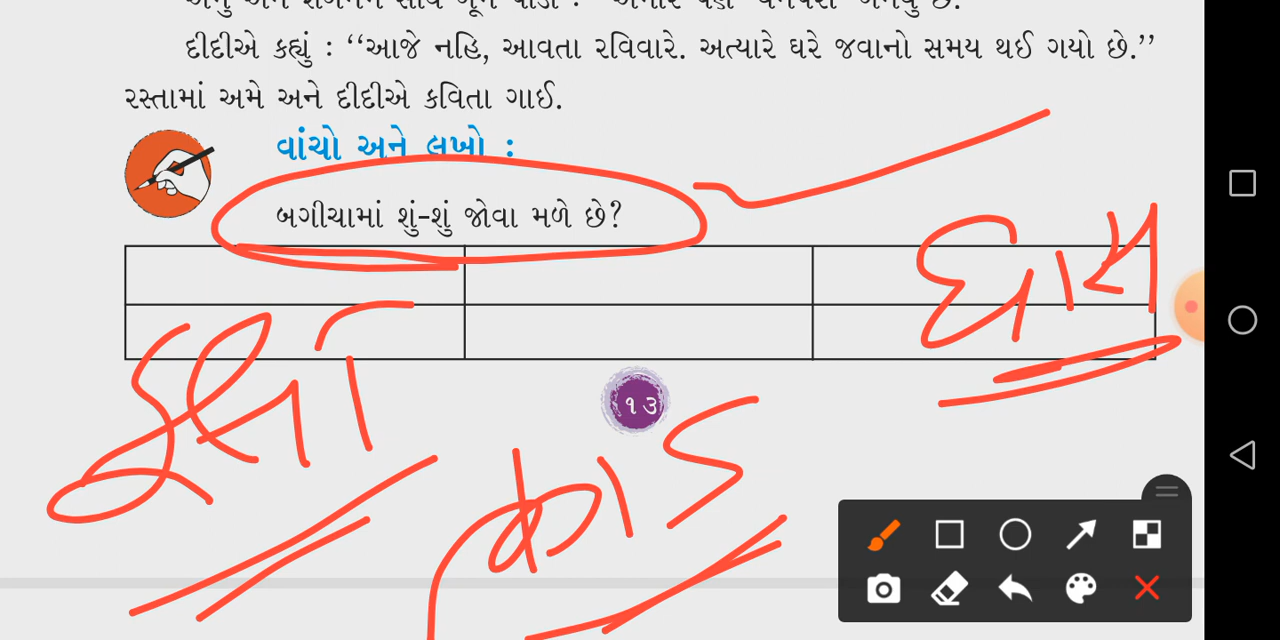 દીદીએ કહ્યું : “આજે નહિ, આવતા રવિવારે. અત્યારે ઘરે જવાનો સમય થઈ ગયો છે.”
રસ્તામાં અમે અને દીદીએ કવિતા ગાઈ.
વાંચો અને લખો :
બગીચામાં શું-શું જોવા મળે છે?
ઘાસ
૧૩